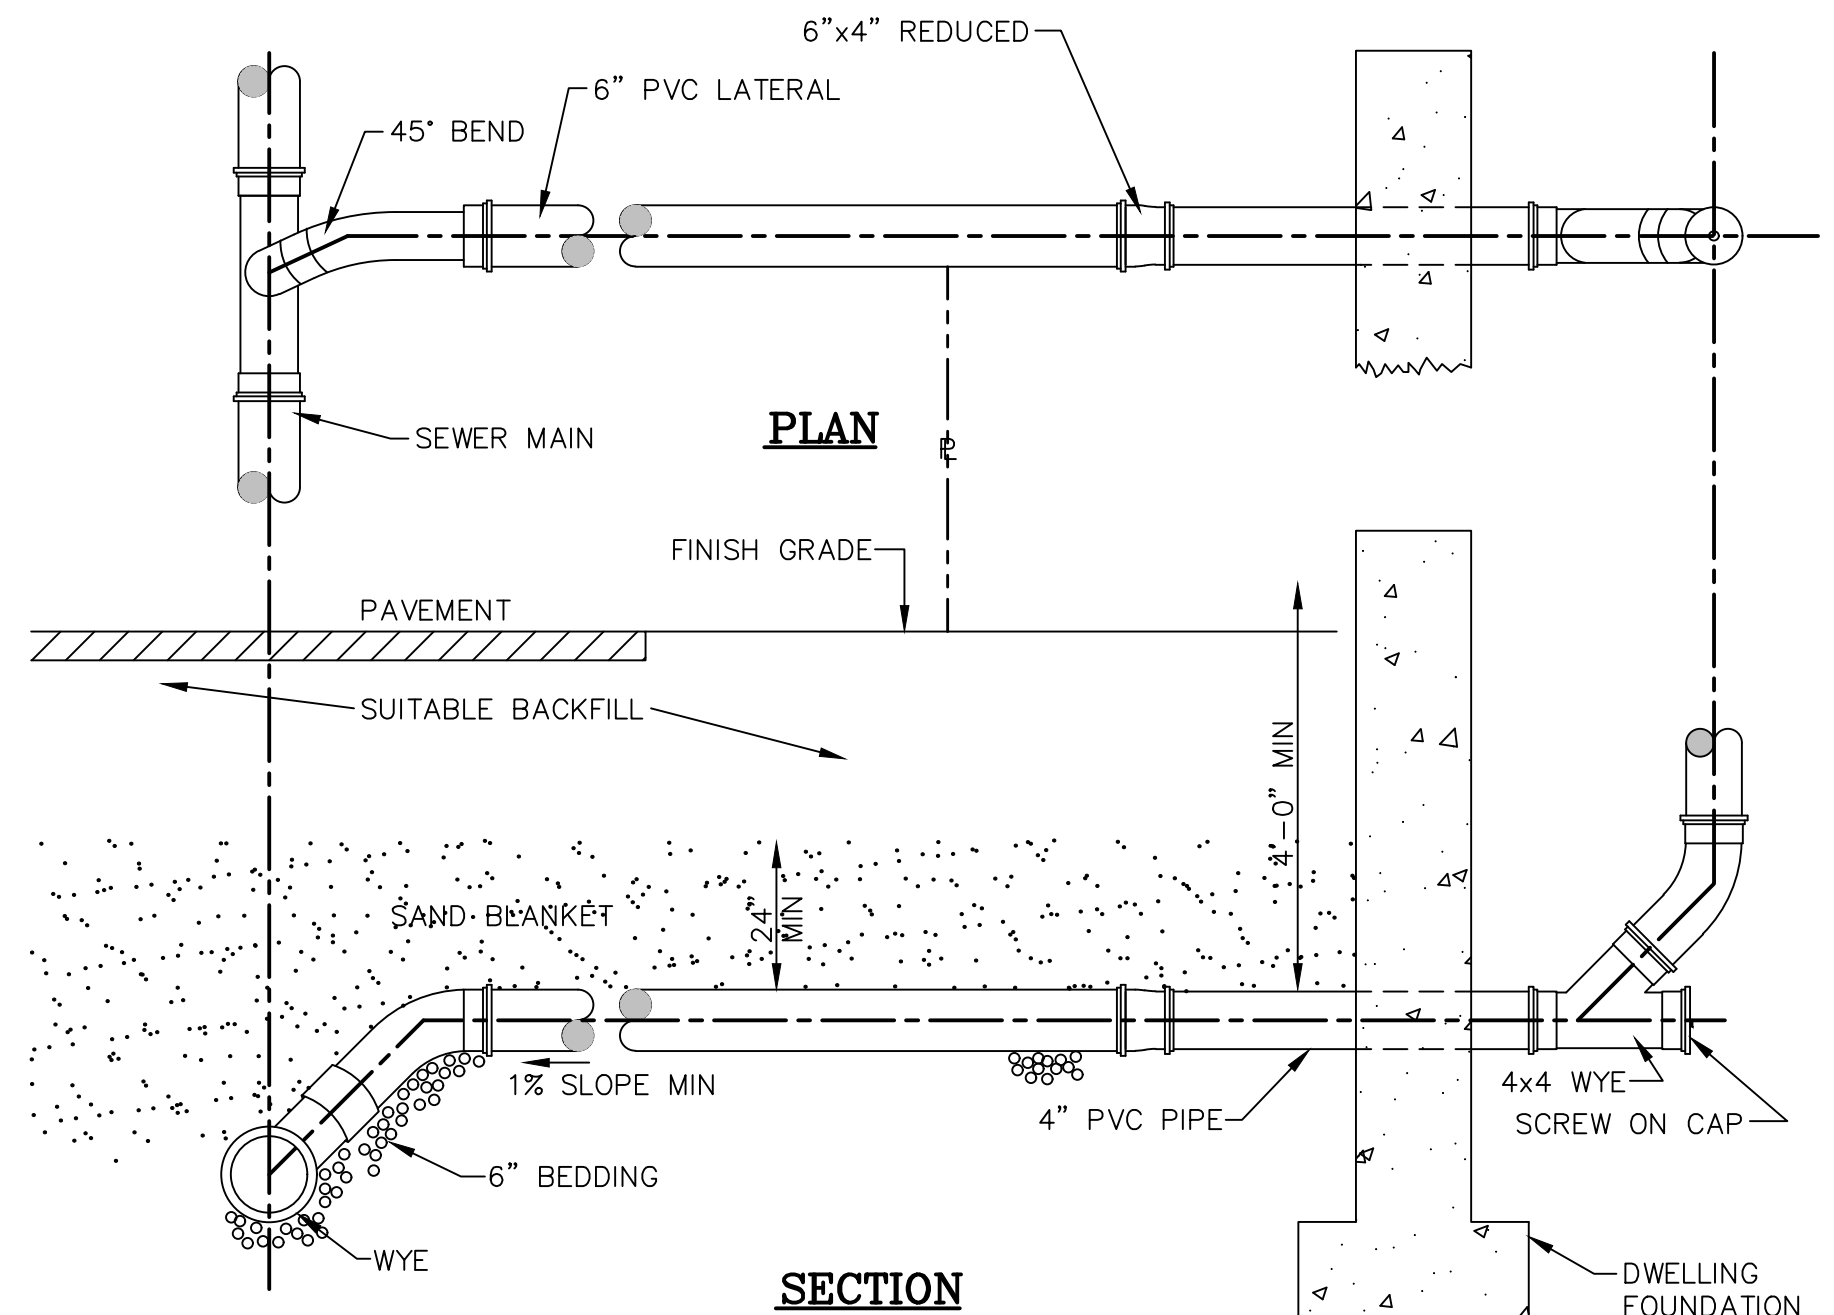 6”x4” REDUCED
6” PVC LATERAL
45° BEND
SEWER MAIN
PLAN
PL
FINISH GRADE
PAVEMENT
SUITABLE BACKFILL
4-0” MIN
SAND BLANKET
24”
MIN
1% SLOPE MIN
4x4 WYE
4” PVC PIPE
SCREW ON CAP
6” BEDDING
WYE
SECTION
DWELLING
FOUNDATION